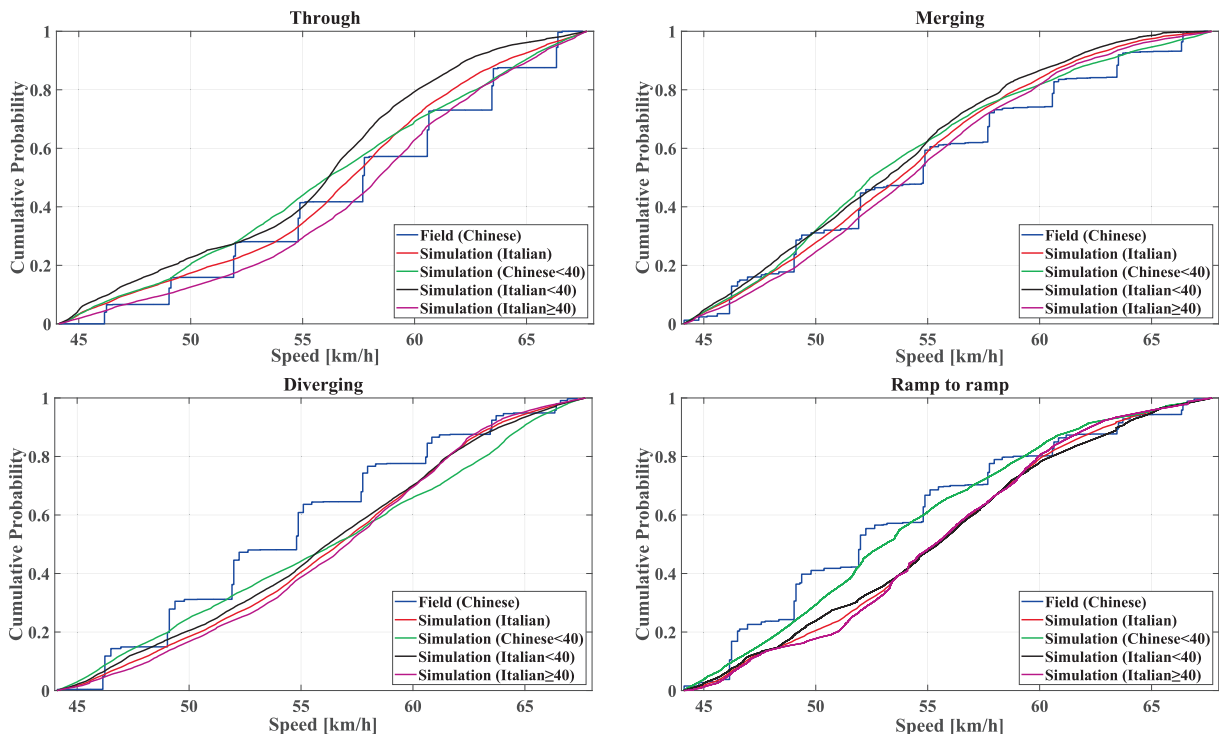 Through
Cumulative Probability
1
0.8
0.6
0.4
0.2
0
45 50 55 60 65
Speed [km/h]
Field (Chinese)
Simulation (Italian)
Simulation (Chinese<40)
Simulation (Italian<40)
Simulation (Italian≥40)
Merging
Cumulative Probability
1
0.8
0.6
0.4
0.2
0
45 50 55 60 65
Speed [km/h]
Field (Chinese)
Simulation (Italian)
Simulation (Chinese<40)
Simulation (Italian<40)
Simulation (Italian≥40)
Diverging
Cumulative Probability
1
0.8
0.6
0.4
0.2
0
45 50 55 60 65
Speed [km/h]
Field (Chinese)
Simulation (Italian)
Simulation (Chinese<40)
Simulation (Italian<40)
Simulation (Italian≥40)
Ramp to ramp
Cumulative Probability
1
0.8
0.6
0.4
0.2
0
45 50 55 60 65
Speed [km/h]
Field (Chinese)
Simulation (Italian)
Simulation (Chinese<40)
Simulation (Italian<40)
Simulation (Italian≥40)